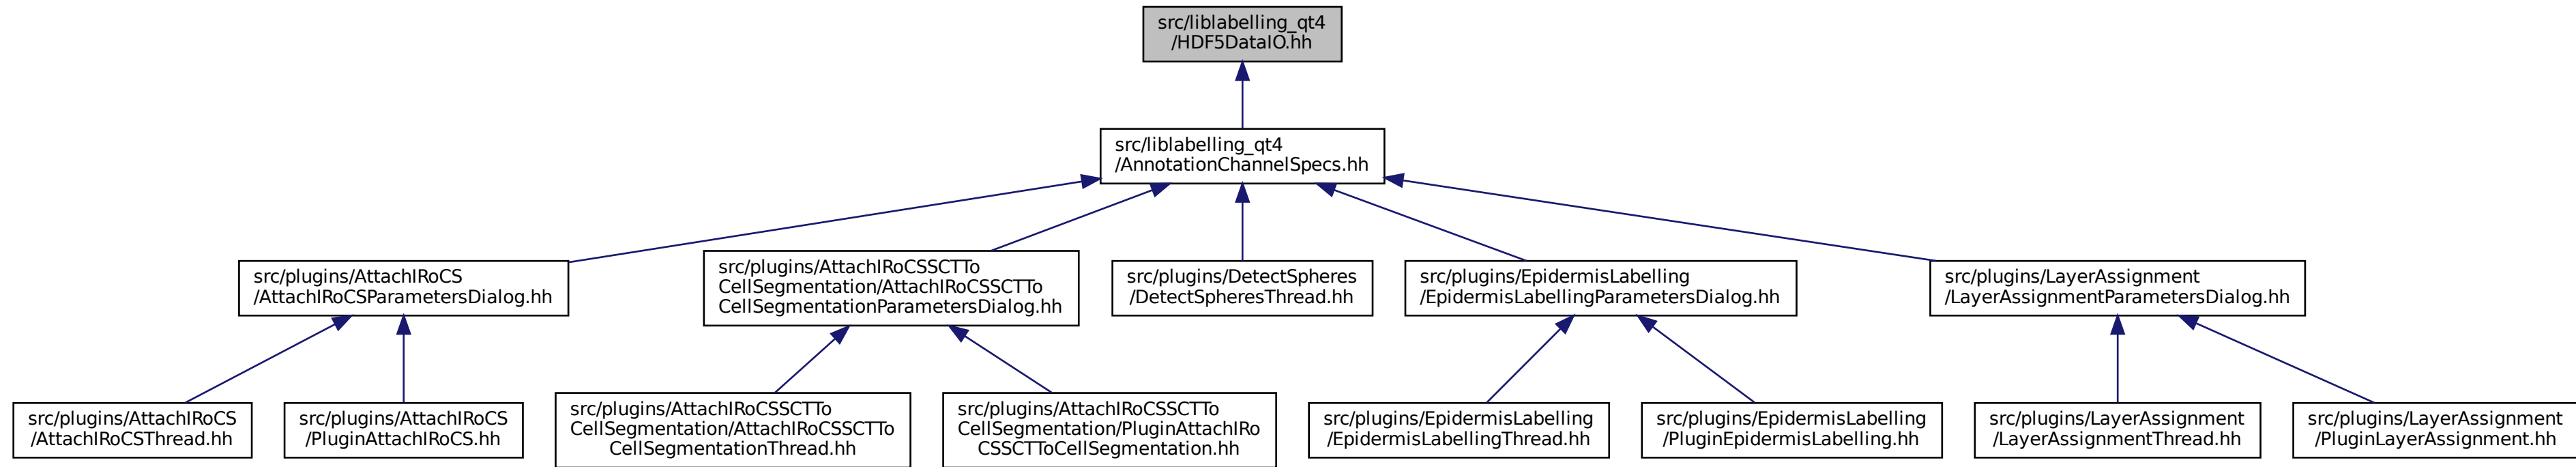 src/liblabelling_qt4
/HDF5DataIO.hh
src/liblabelling_qt4
/AnnotationChannelSpecs.hh
src/plugins/AttachIRoCS
/AttachIRoCSParametersDialog.hh
src/plugins/AttachIRoCSSCTTo
CellSegmentation/AttachIRoCSSCTTo
CellSegmentationParametersDialog.hh
src/plugins/DetectSpheres
/DetectSpheresThread.hh
src/plugins/EpidermisLabelling
/EpidermisLabellingParametersDialog.hh
src/plugins/LayerAssignment
/LayerAssignmentParametersDialog.hh
src/plugins/AttachIRoCS
/AttachIRoCSThread.hh
src/plugins/AttachIRoCS
/PluginAttachIRoCS.hh
src/plugins/AttachIRoCSSCTTo
CellSegmentation/AttachIRoCSSCTTo
CellSegmentationThread.hh
src/plugins/AttachIRoCSSCTTo
CellSegmentation/PluginAttachIRo
CSSCTToCellSegmentation.hh
src/plugins/EpidermisLabelling
/EpidermisLabellingThread.hh
src/plugins/EpidermisLabelling
/PluginEpidermisLabelling.hh
src/plugins/LayerAssignment
/LayerAssignmentThread.hh
src/plugins/LayerAssignment
/PluginLayerAssignment.hh